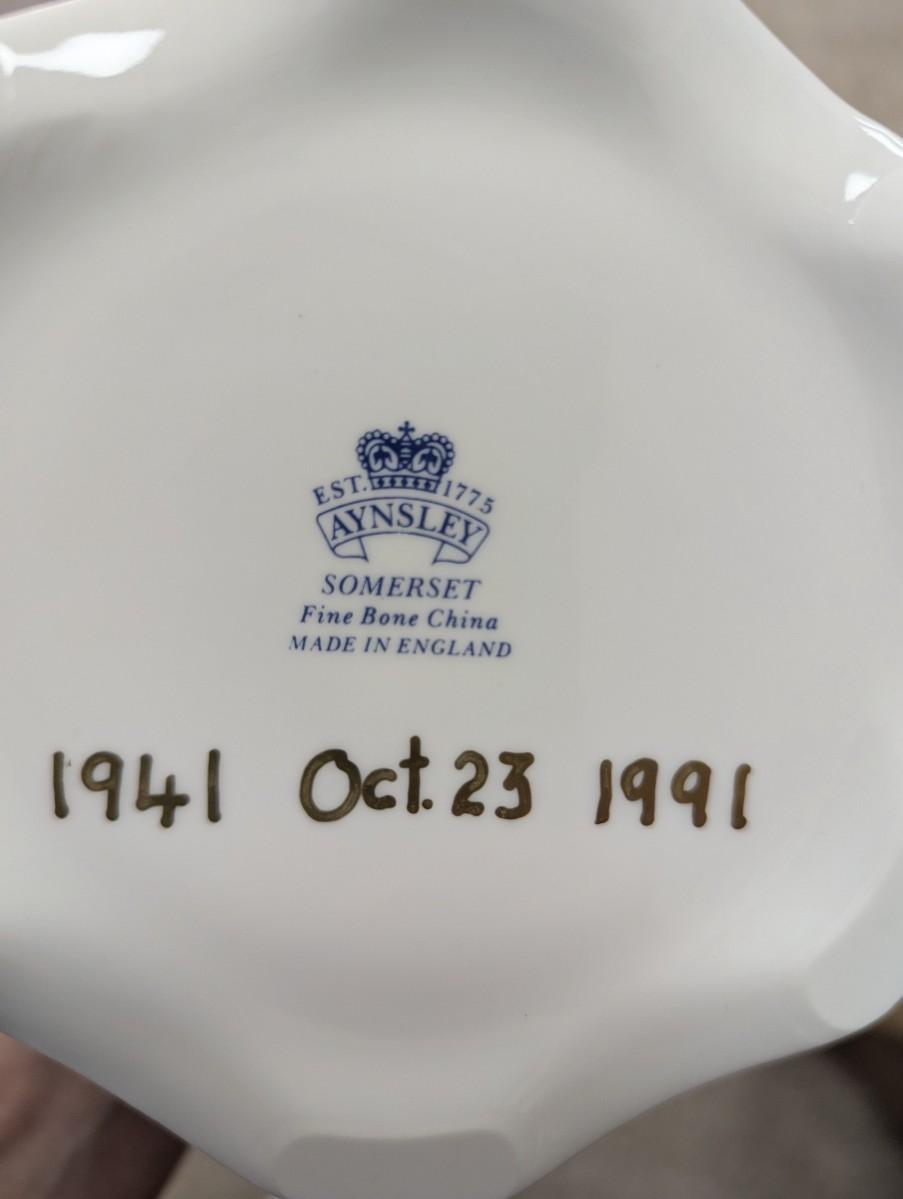 EST. 1775
AYNSLEY
SOMERSET
Fine Bone China
MADE IN ENGLAND
1941 Oct. 23 1991